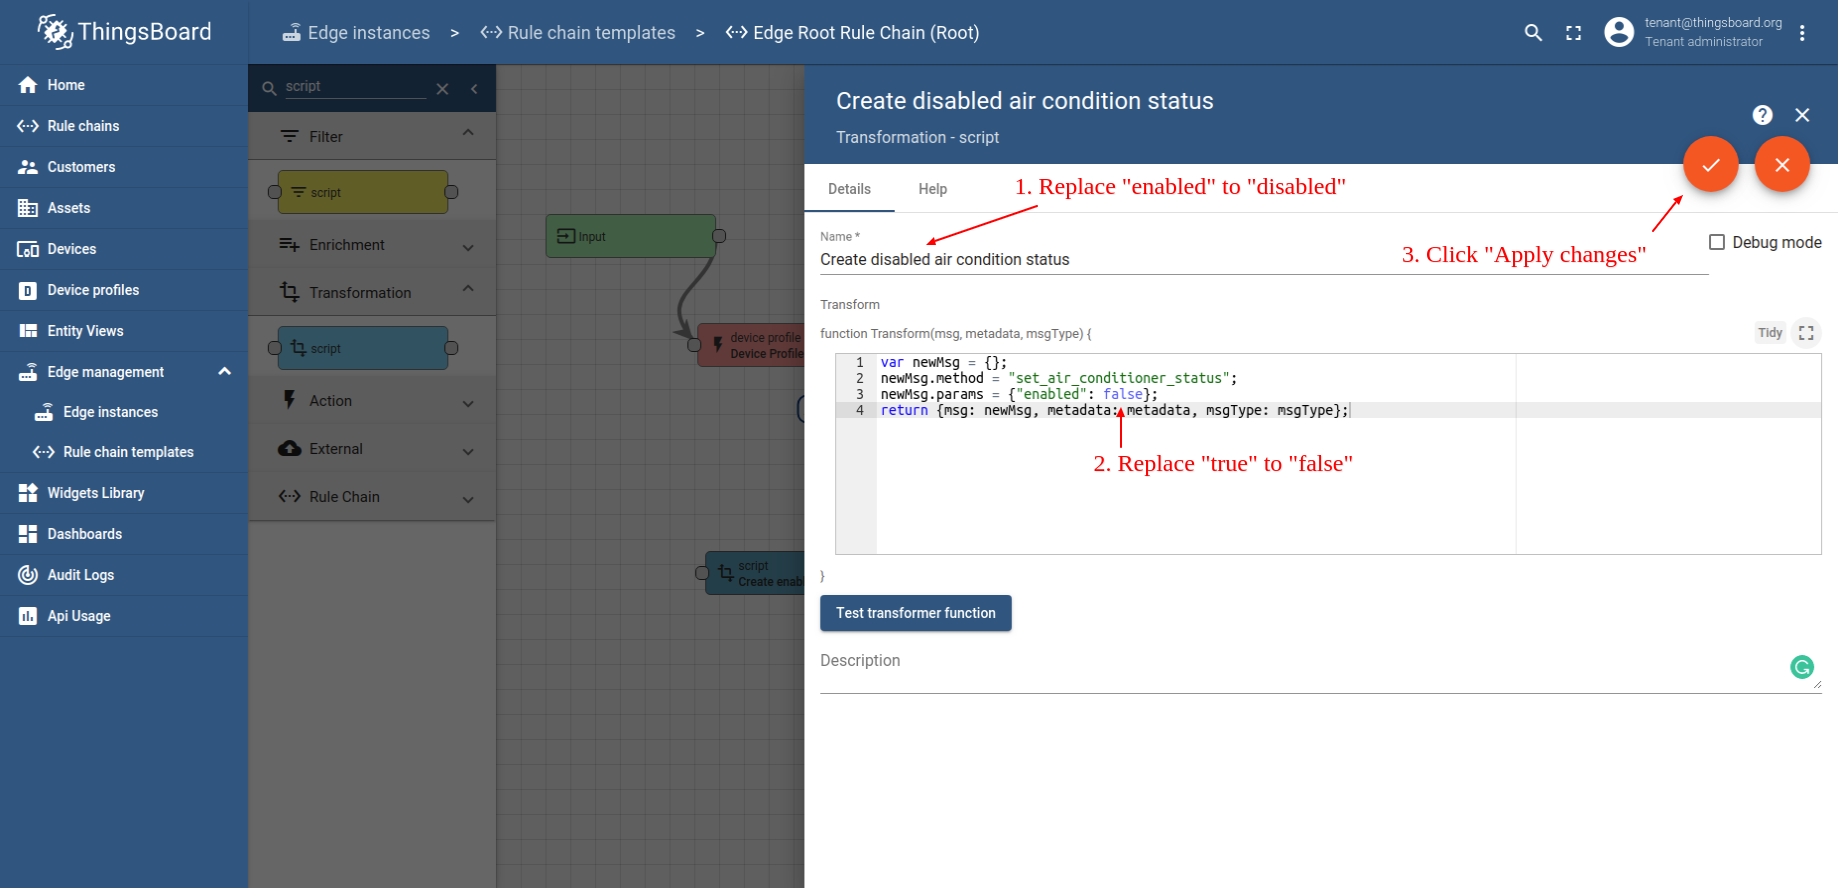 ThingsBoard
Edge instances > Rule chain templates > Edge Root Rule Chain (Root)
tenant@thingsboard.org
Tenant administrator
Home
Rule chains
Customers
Assets
Devices
Device profiles
Entity Views
Edge management
Edge instances
Rule chain templates
Widgets Library
Dashboards
Audit Logs
Api Usage
script
Filter
script
Enrichment
Transformation
script
Action
External
Rule Chain
Input
device profile
Device Profile
script
Create enab
Create disabled air condition status
Transformation - script
Details
Help
1. Replace "enabled" to "disabled"
Name *
Create disabled air condition status
3. Click "Apply changes"
Debug mode
Transform
function Transform(msg, metadata, msgType) {
Tidy
1 var newMsg = {};
2 newMsg.method = "set_air_conditioner_status";
3 newMsg.params = {"enabled": false};
4 return {msg: newMsg, metadata: metadata, msgType: msgType};
2. Replace "true" to "false"
}
Test transformer function
Description